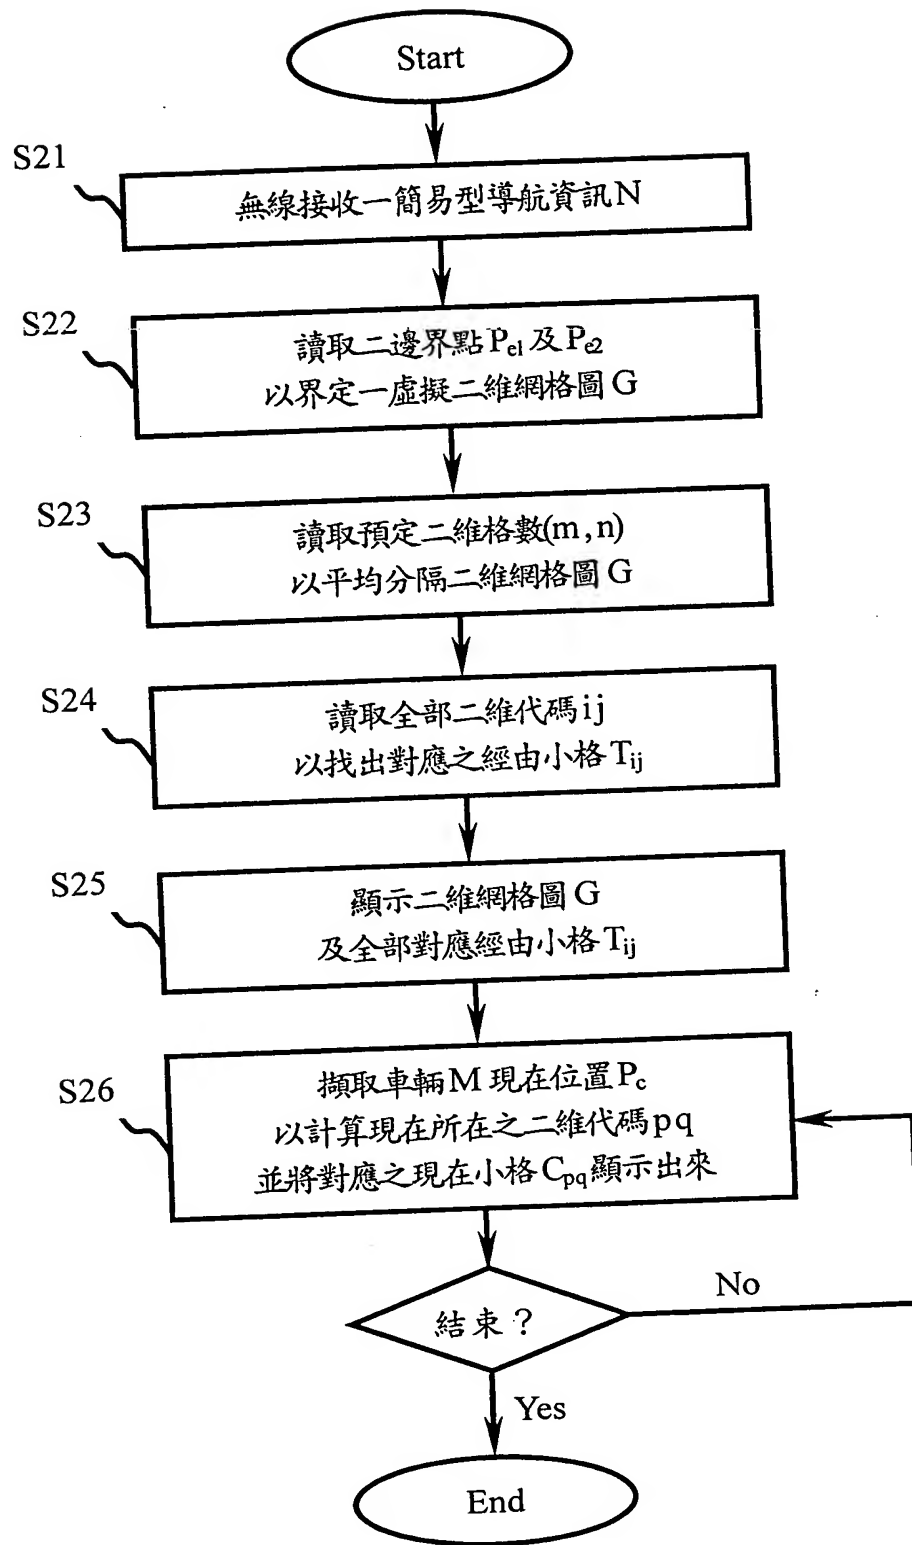 Start
S21
無線接收一簡易型導航資訊N
S22
讀取二邊界點Pe1及Pe2
以界定一虛擬二維網格圖G
S23
讀取預定二維格數(m,n)
以平均分隔二維網格圖G
S24
讀取全部二維代碼ij
以找出對應之經由小格Tij
S25
顯示二維網格圖G
及全部對應經由小格Tij
S26
擷取車輛M現在位置Pc
以計算現在所在之二維代碼pq
並將對應之現在小格Cpq顯示出來
結束？
No
Yes
End